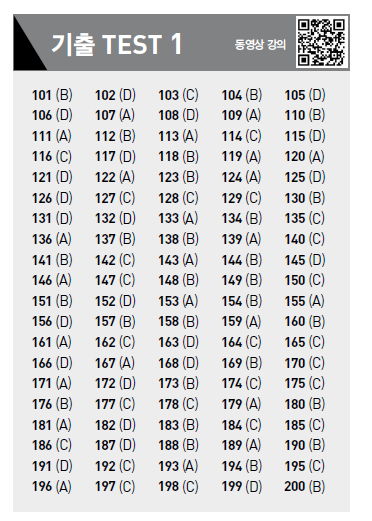 기출 TEST 1
동영상 강의
101 (B) 102 (D) 103 (C) 104 (B) 105 (D)
106 (D) 107 (A) 108 (D) 109 (A) 110 (B)
111 (A) 112 (B) 113 (A) 114 (C) 115 (D)
116 (C) 117 (D) 118 (B) 119 (A) 120 (A)
121 (D) 122 (A) 123 (B) 124 (A) 125 (D)
126 (D) 127 (C) 128 (C) 129 (C) 130 (B)
131 (D) 132 (D) 133 (A) 134 (B) 135 (C)
136 (A) 137 (B) 138 (B) 139 (A) 140 (C)
141 (B) 142 (C) 143 (A) 144 (B) 145 (D)
146 (A) 147 (C) 148 (B) 149 (B) 150 (C)
151 (B) 152 (D) 153 (A) 154 (B) 155 (A)
156 (D) 157 (B) 158 (B) 159 (A) 160 (B)
161 (A) 162 (C) 163 (D) 164 (C) 165 (C)
166 (D) 167 (A) 168 (D) 169 (B) 170 (C)
171 (A) 172 (D) 173 (B) 174 (C) 175 (C)
176 (B) 177 (C) 178 (C) 179 (A) 180 (B)
181 (A) 182 (D) 183 (B) 184 (C) 185 (C)
186 (C) 187 (D) 188 (B) 189 (A) 190 (B)
191 (D) 192 (C) 193 (A) 194 (B) 195 (C)
196 (A) 197 (C) 198 (C) 199 (D) 200 (B)